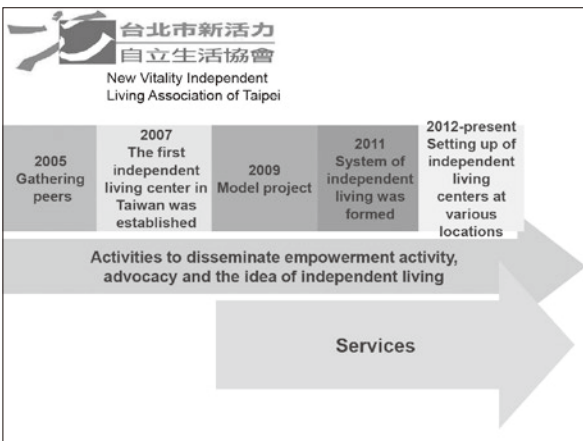 台北市新活力
自立生活協會
New Vitality Independent
Living Association of Taipei
2005
Gathering
peers
2007
The first
independent
living center in
Taiwan was
established
2009
Model project
2011
System of
independent
living was
formed
2012-present
Setting up of
independent
living
centers at
various
locations
Activities to disseminate empowerment activity,
advocacy and the idea of independent living
Services